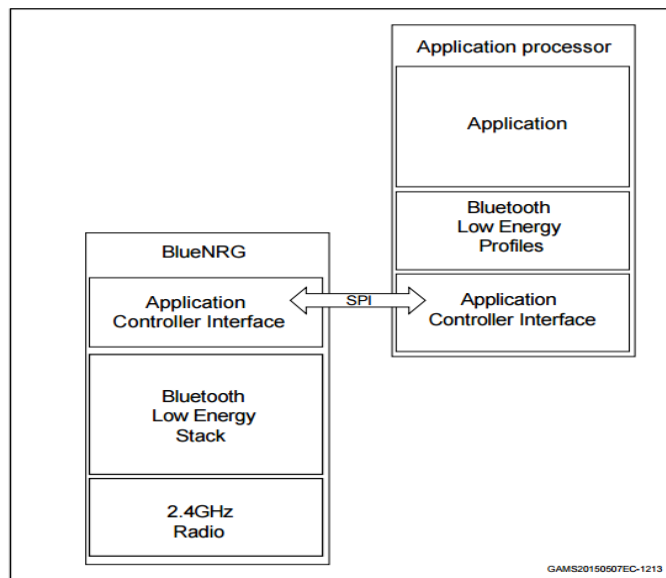 Application processor
Application
Bluetooth
Low Energy
Profiles
Application
Controller Interface
SPI
BlueNRG
Application
Controller Interface
Bluetooth
Low Energy
Stack
2.4GHz
Radio
GAMS20150507EC-1213